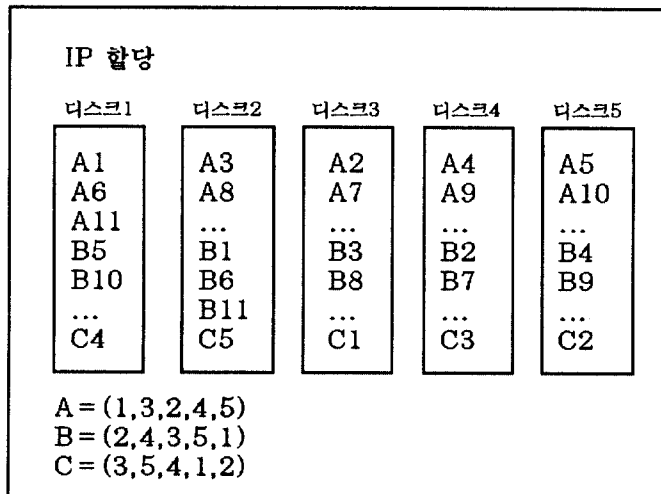 IP 할당
디스크1 디스크2 디스크3 디스크4 디스크5
A1 A3 A2 A4 A5
A6 A8 A7 A9 A10
A11 ... ... ... ...
B5 B1 B3 B2 B4
B10 B6 B8 B7 B9
... B11 ... ... ...
C4 C5 C1 C3 C2
A=(1,3,2,4,5)
B=(2,4,3,5,1)
C=(3,5,4,1,2)